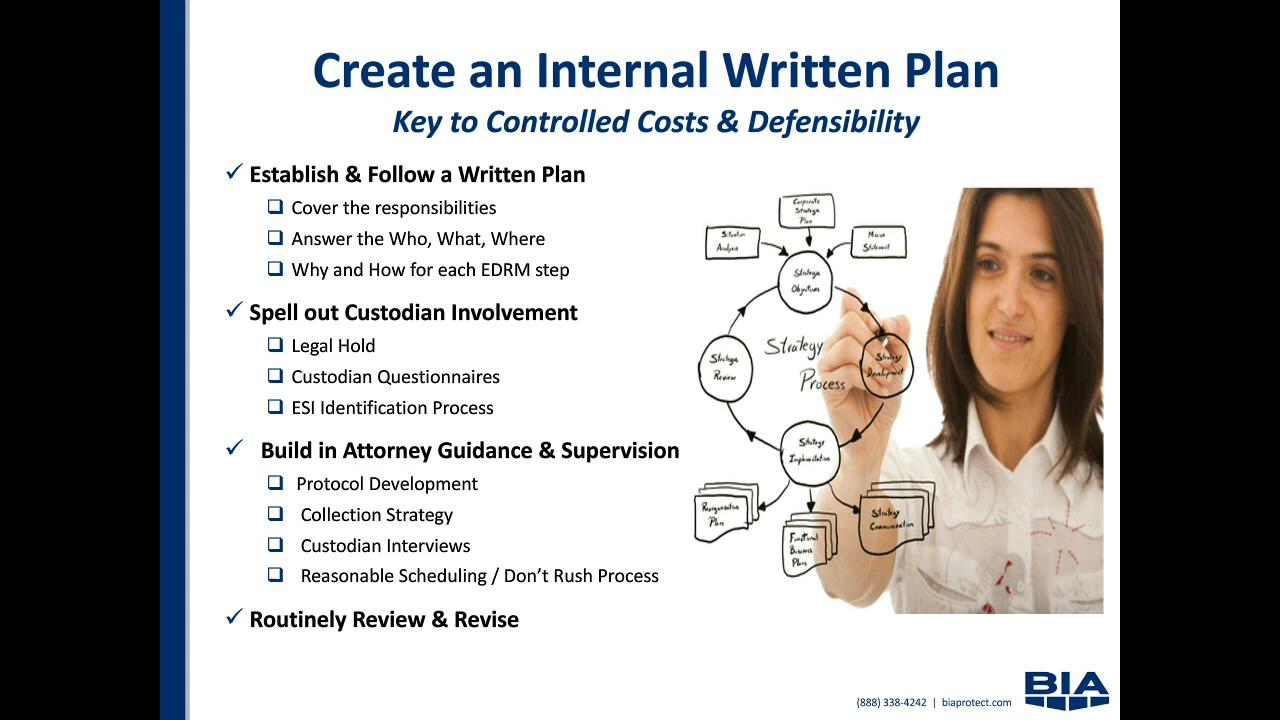 Create an Internal Written Plan
Key to Controlled Costs & Defensibility
Establish & Follow a Written Plan
Cover the responsibilities
Answer the Who, What, Where
Why and How for each EDRM step
Spell out Custodian Involvement
Legal Hold
Custodian Questionnaires
ESI Identification Process
Build in Attorney Guidance & Supervision
Protocol Development
Collection Strategy
Custodian Interviews
Reasonable Scheduling / Don't Rush Process
Routinely Review & Revise
Corporate
Strategic
Plan
Situation
Analysis
Mission
Statement
Strategic
Objectives
Strategy
Process
Strategic
Review
Strategy
Development
Strategy
Implementation
Reorganization
Plans
Functional
Business
Plans
Strategy
Communication
(888) 338-4242 | biaprotect.com
BIA